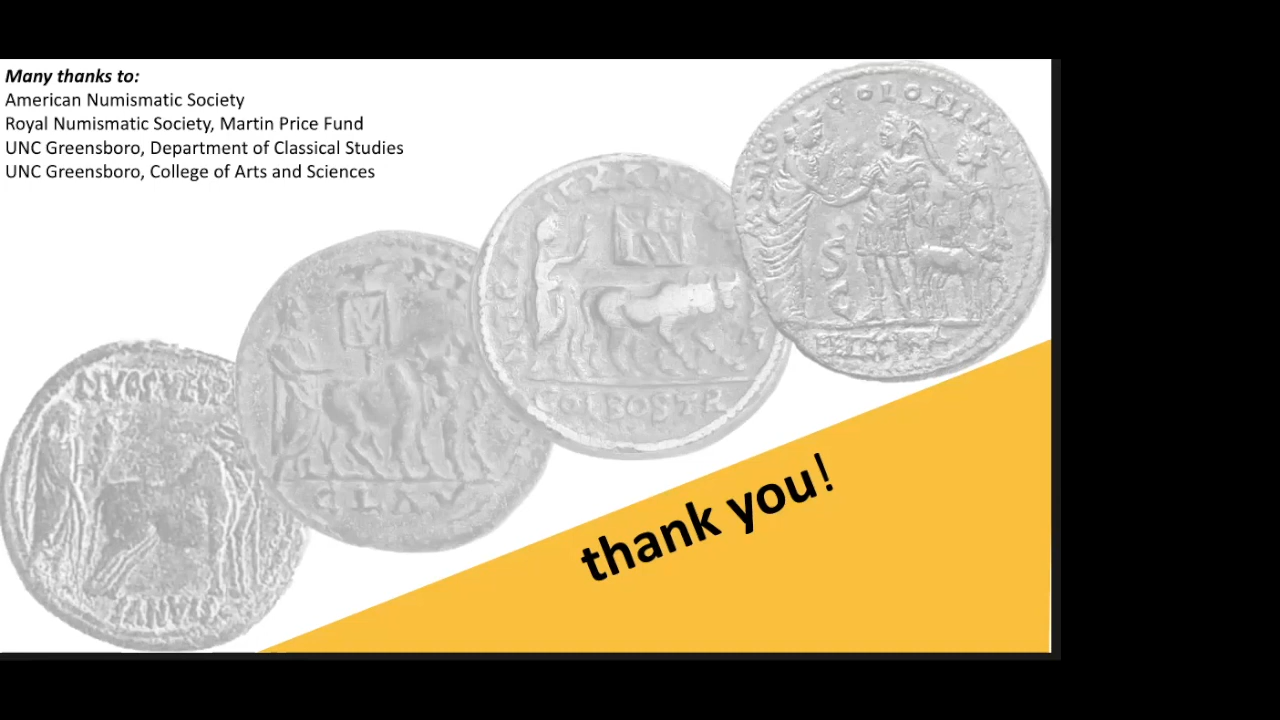 Many thanks to:
American Numismatic Society
Royal Numismatic Society, Martin Price Fund
UNC Greensboro, Department of Classical Studies
UNC Greensboro, College of Arts and Sciences
S
C
CLAV
thank you!